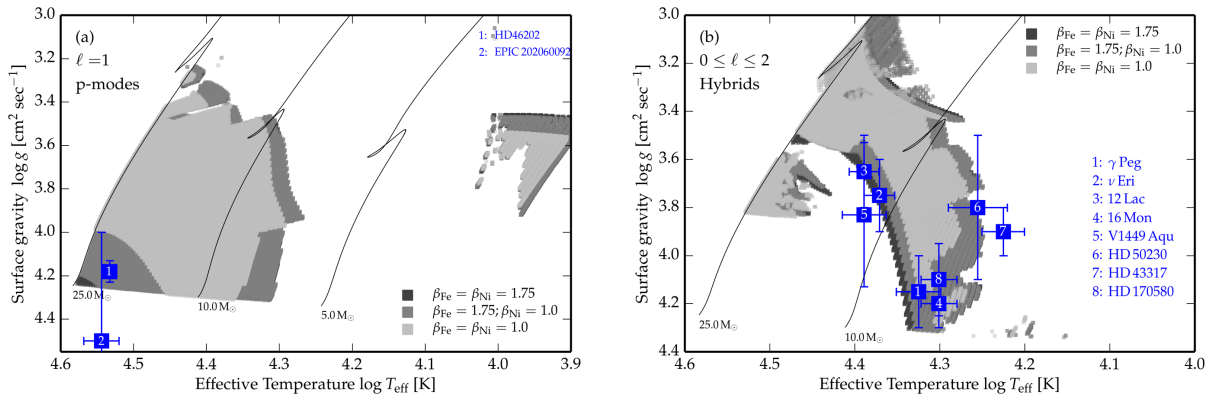 (a)
ℓ = 1
p-modes
1: HD46202
2: EPIC 202060092
25.0 M⊙
10.0 M⊙
5.0 M⊙
1
2
β_Fe = β_Ni = 1.75
β_Fe = 1.75; β_Ni = 1.0
β_Fe = β_Ni = 1.0
3.0
3.4
3.6
3.8
4.0
4.2
4.4
4.6 4.5 4.4 4.3 4.2 4.1 4.0 3.9
Surface gravity log g [cm² sec⁻¹]
Effective Temperature log T_eff [K]
(b)
0 ≤ ℓ ≤ 2
Hybrids
β_Fe = β_Ni = 1.75
β_Fe = 1.75; β_Ni = 1.0
β_Fe = β_Ni = 1.0
1: γ Peg
2: ν Eri
3: 12 Lac
4: 16 Mon
5: V1449 Aqu
6: HD 50230
7: HD 43317
8: HD 170580
3
2
5
6
7
8
1
4
25.0 M⊙
10.0 M⊙
3.0
3.4
3.6
3.8
4.0
4.2
4.4
4.6 4.5 4.4 4.3 4.2 4.1 4.0
Surface gravity log g [cm² sec⁻¹]
Effective Temperature log T_eff [K]